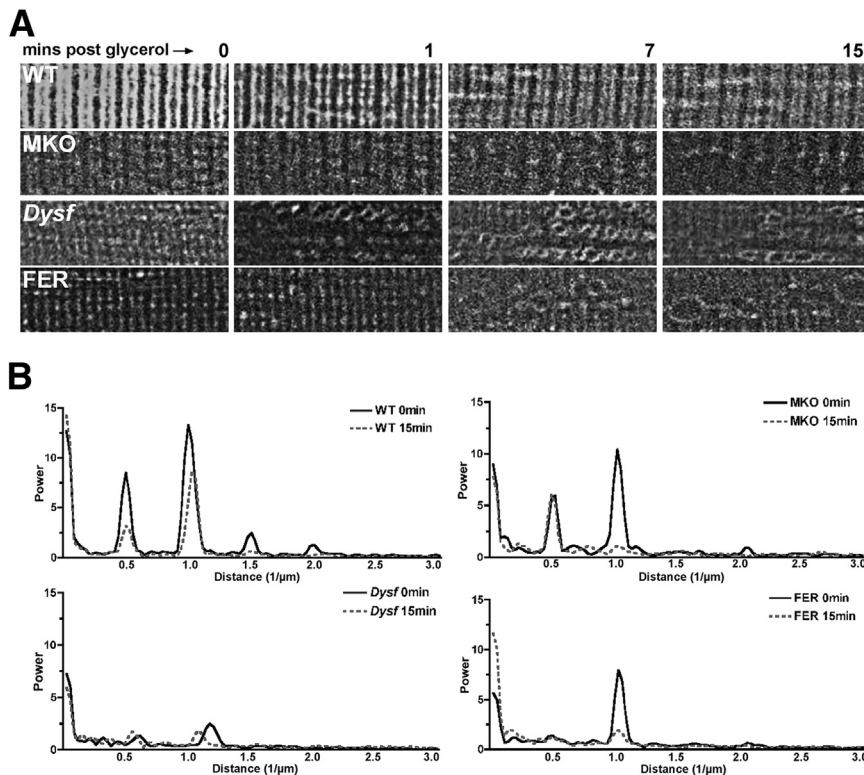 A
mins post glycerol → 0 1 7 15
WT
MKO
Dysf
FER
B
15
10
5
0
Power
WT 0min
WT 15min
0.5 1.0 1.5 2.0 2.5 3.0
Distance (1/µm)
15
10
5
0
Power
MKO 0min
MKO 15min
0.5 1.0 1.5 2.0 2.5 3.0
Distance (1/µm)
15
10
5
0
Power
Dysf 0min
Dysf 15min
0.5 1.0 1.5 2.0 2.5 3.0
Distance (1/µm)
15
10
5
0
Power
FER 0min
FER 15min
0.5 1.0 1.5 2.0 2.5 3.0
Distance (1/µm)